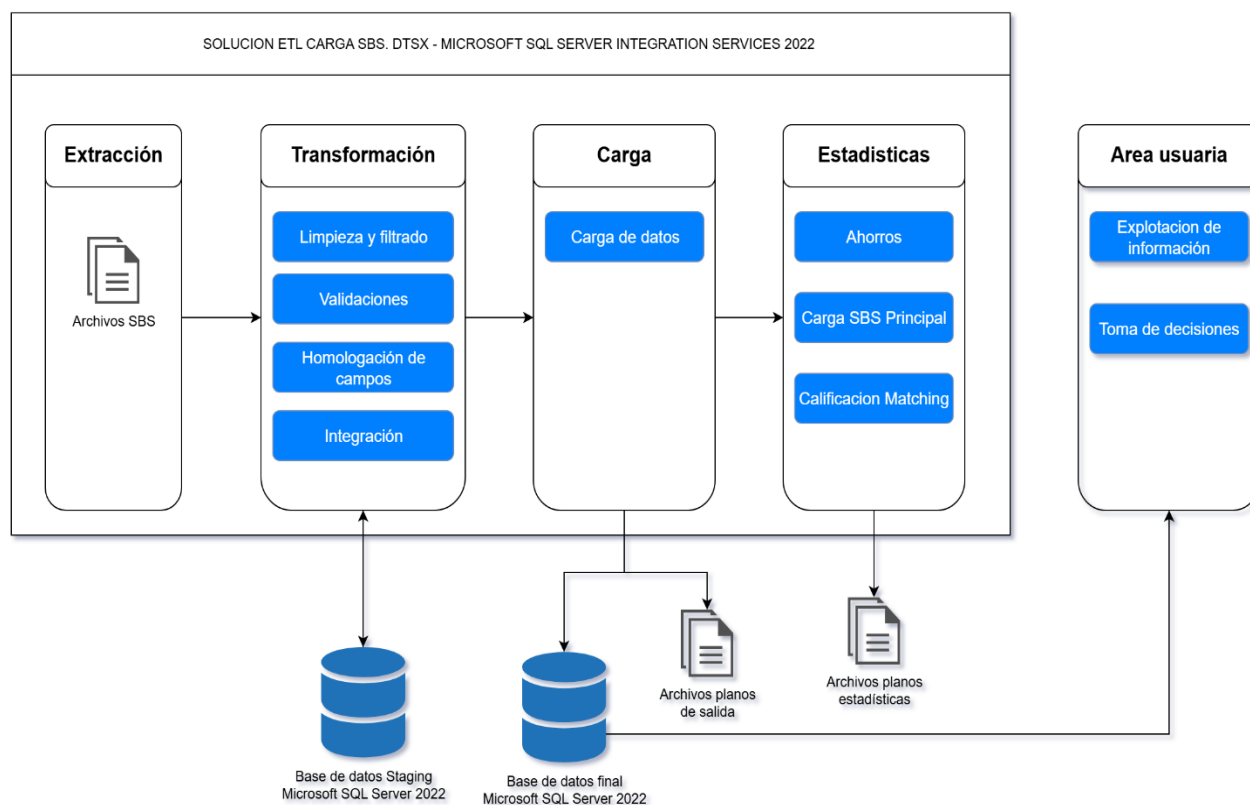 SOLUCION ETL CARGA SBS. DTSX - MICROSOFT SQL SERVER INTEGRATION SERVICES 2022
Extracción
Archivos SBS
Transformación
Limpieza y filtrado
Validaciones
Homologación de
campos
Integración
Carga
Carga de datos
Estadisticas
Ahorros
Carga SBS Principal
Calificacion Matching
Area usuaria
Explotacion de
información
Toma de decisiones
Base de datos Staging
Microsoft SQL Server 2022
Base de datos final
Microsoft SQL Server 2022
Archivos planos
de salida
Archivos planos
estadísticas